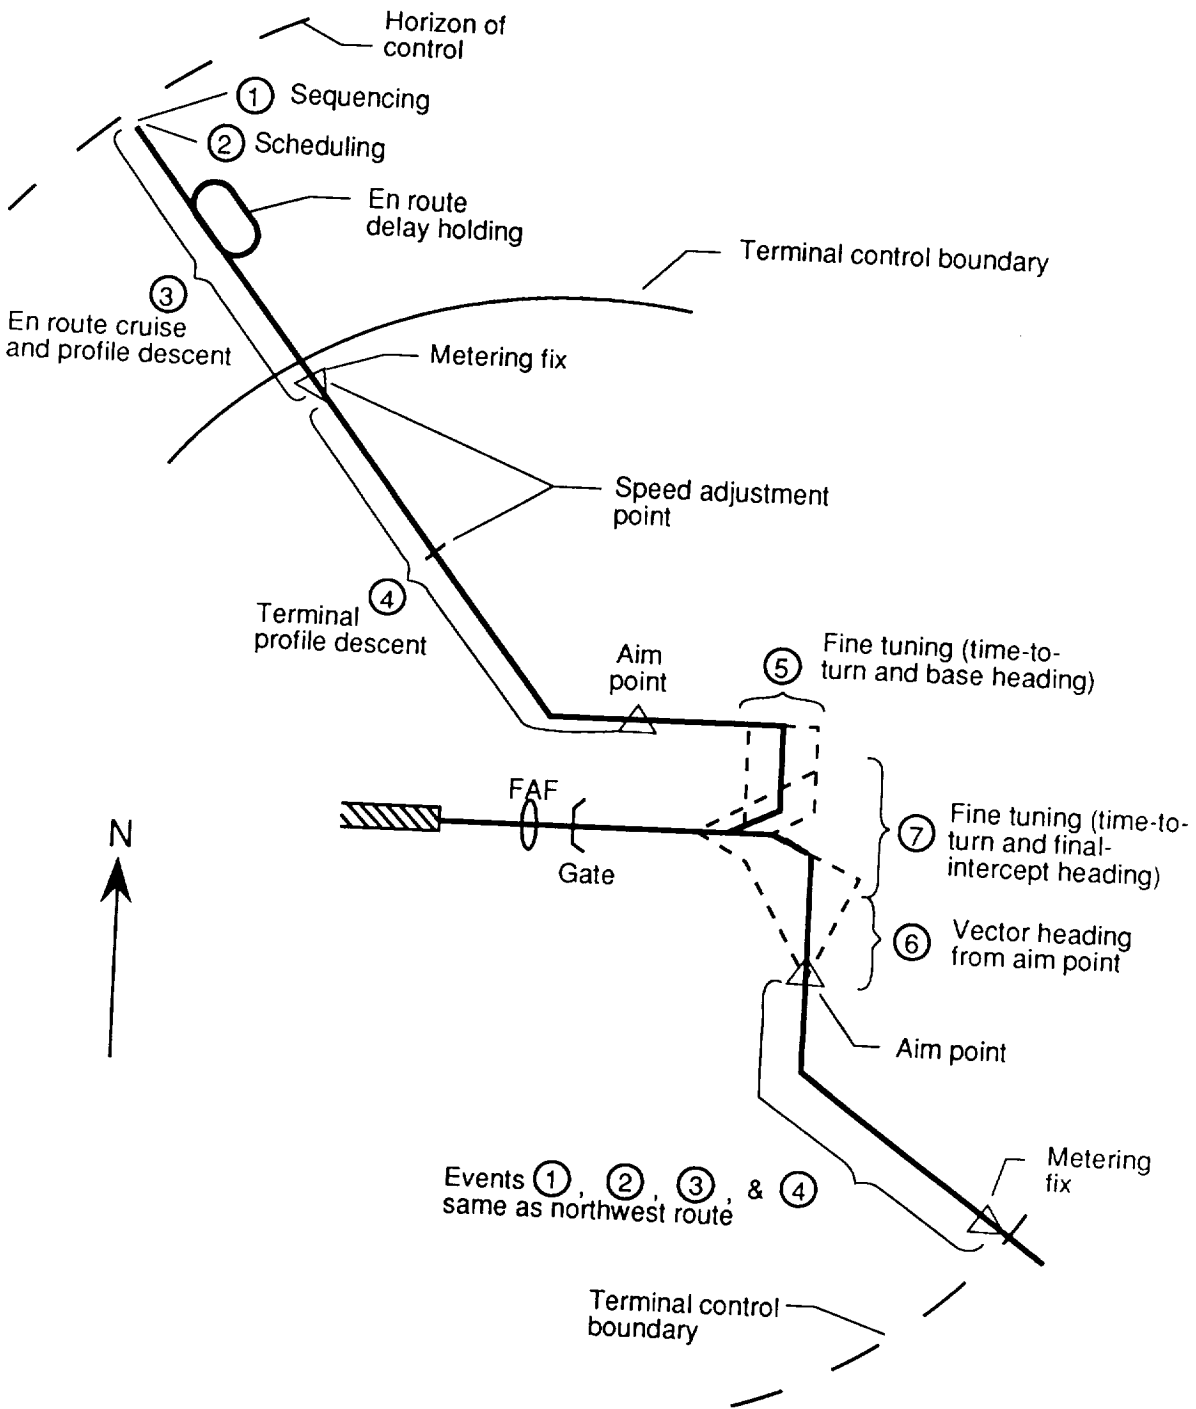 Horizon of
control
1 Sequencing
2 Scheduling
En route
delay holding
Terminal control boundary
3
En route cruise
and profile descent
Metering fix
Speed adjustment
point
4
Terminal
profile descent
Aim
point
5
Fine tuning (time-to-
turn and base heading)
FAF
Gate
N
7
Fine tuning (time-to-
turn and final-
intercept heading)
6
Vector heading
from aim point
Aim point
Events 1, 2, 3, & 4
same as northwest route
Metering
fix
Terminal control
boundary